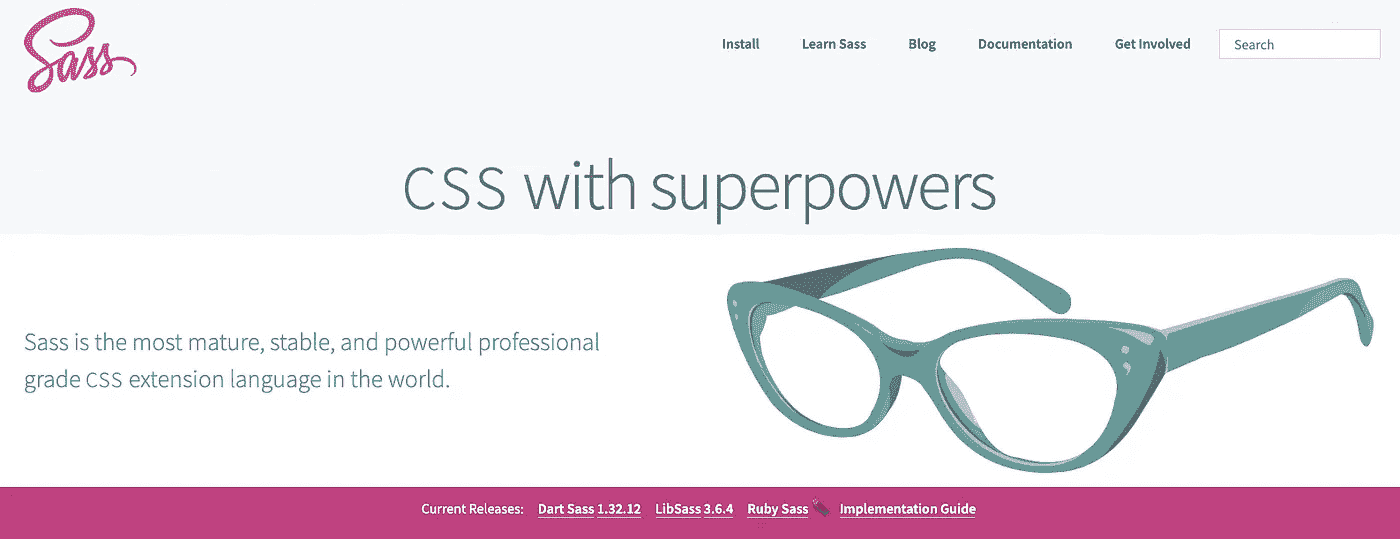 Sass
Install Learn Sass Blog Documentation Get Involved Search
CSS with superpowers
Sass is the most mature, stable, and powerful professional
grade CSS extension language in the world.
Current Releases: Dart Sass 1.32.12 LibSass 3.6.4 Ruby Sass Implementation Guide